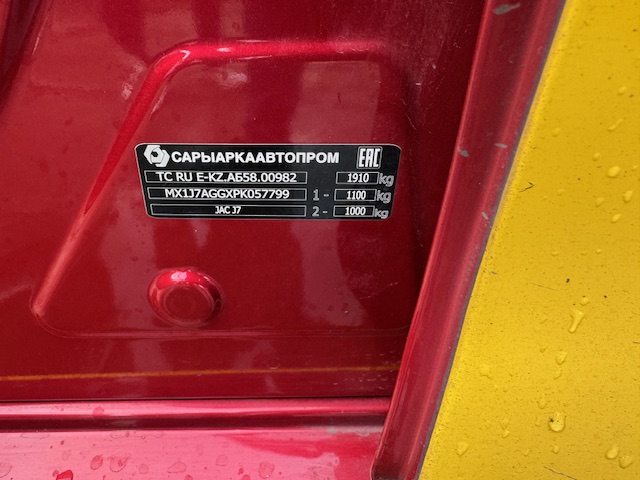 САРЫАРКААВТОПРОМ EAC
TC RU E-KZ.АБ58.00982 1910 kg
MX1J7AGGXPK057799 1 - 1100 kg
JAC J7 2 - 1000 kg